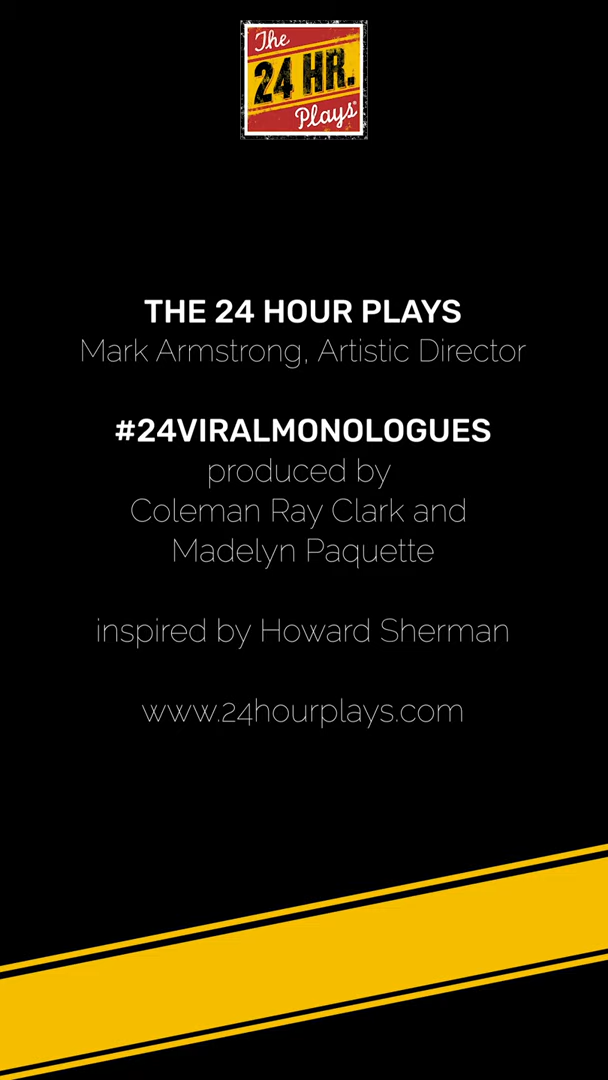 The
24 HR.
Plays®
THE 24 HOUR PLAYS
Mark Armstrong, Artistic Director
#24VIRALMONOLOGUES
produced by
Coleman Ray Clark and
Madelyn Paquette
inspired by Howard Sherman
www.24hourplays.com